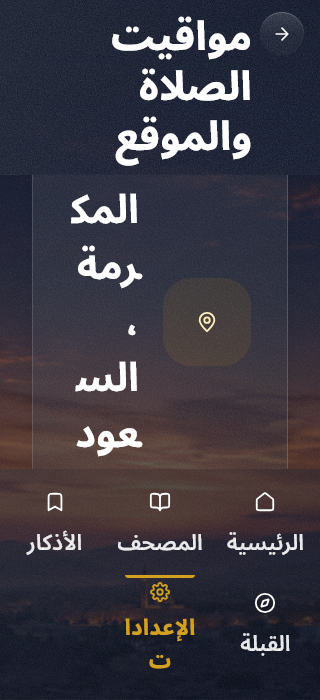 مواقيت
الصلاة
والموقع
المك
رمة
،
الس
عود
الرئيسية
المصحف
الأذكار
القبلة
الإعدادا
ت